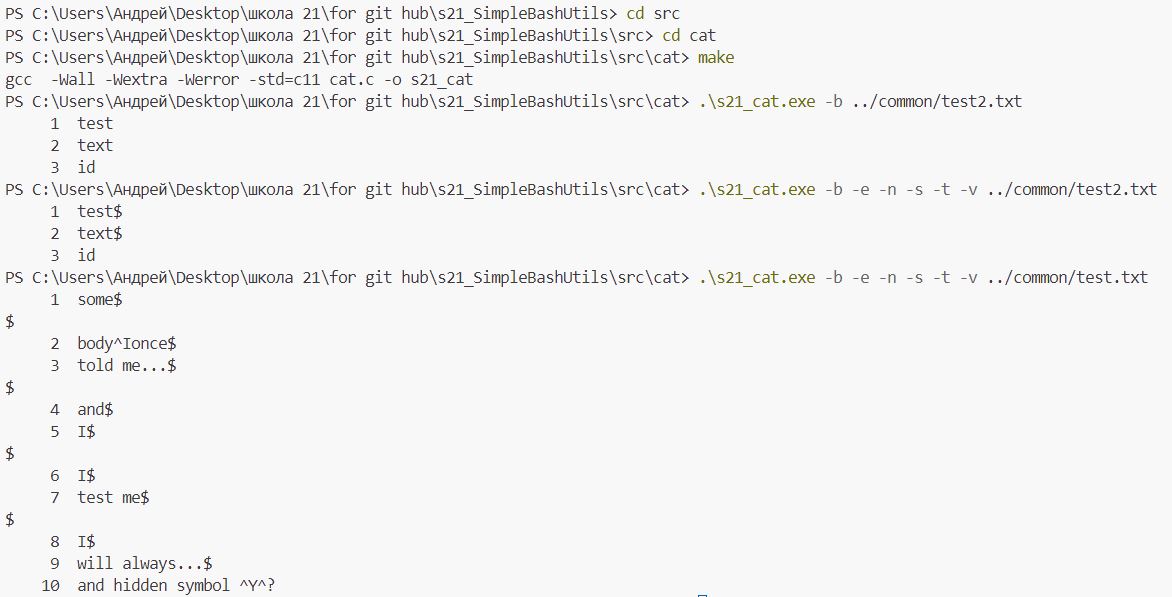 PS C:\Users\Андрей\Desktop\школа 21\for git hub\s21_SimpleBashUtils> cd src
PS C:\Users\Андрей\Desktop\школа 21\for git hub\s21_SimpleBashUtils\src> cd cat
PS C:\Users\Андрей\Desktop\школа 21\for git hub\s21_SimpleBashUtils\src\cat> make
gcc  -Wall -Wextra -Werror -std=c11 cat.c -o s21_cat
PS C:\Users\Андрей\Desktop\школа 21\for git hub\s21_SimpleBashUtils\src\cat> .\s21_cat.exe -b ../common/test2.txt
     1  test
     2  text
     3  id
PS C:\Users\Андрей\Desktop\школа 21\for git hub\s21_SimpleBashUtils\src\cat> .\s21_cat.exe -b -e -n -s -t -v ../common/test2.txt
     1  test$
     2  text$
     3  id
PS C:\Users\Андрей\Desktop\школа 21\for git hub\s21_SimpleBashUtils\src\cat> .\s21_cat.exe -b -e -n -s -t -v ../common/test.txt
     1  some$
$
     2  body^Ionce$
     3  told me...$
$
     4  and$
     5  I$
$
     6  I$
     7  test me$
$
     8  I$
     9  will always...$
    10  and hidden symbol ^Y^?